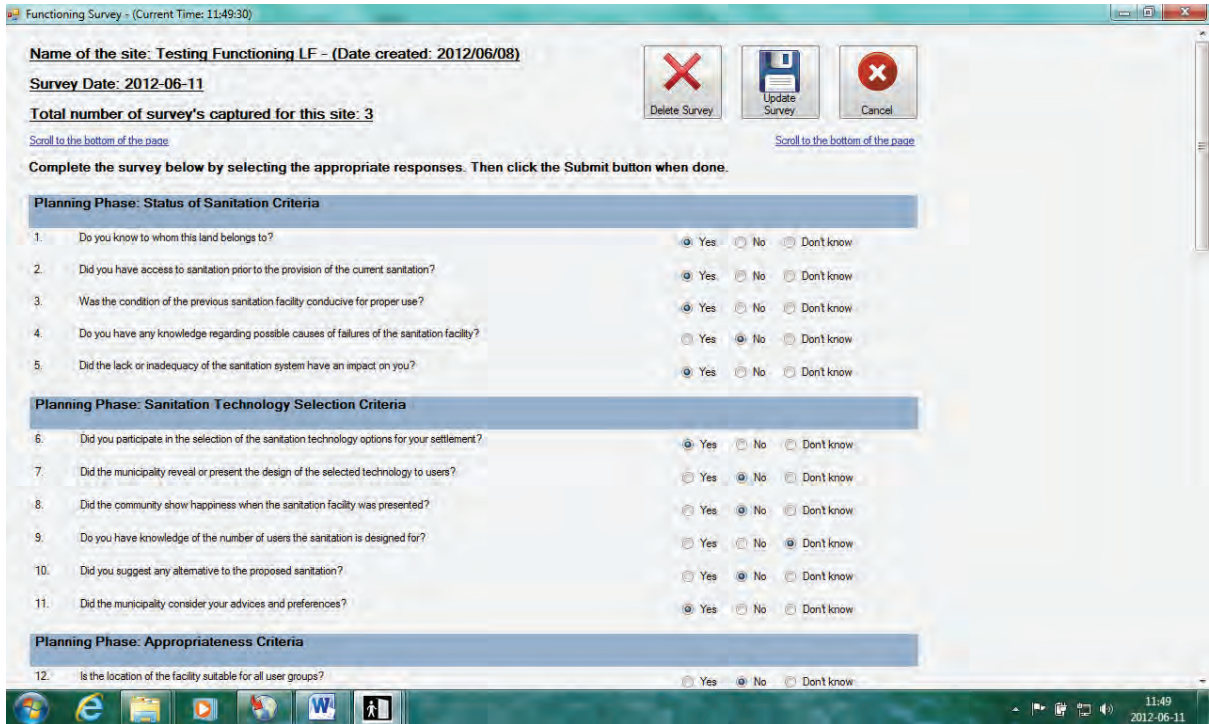 Functioning Survey - (Current Time: 11:49:30)
Name of the site: Testing Functioning LF - (Date created: 2012/06/08)
Survey Date: 2012-06-11
Total number of survey's captured for this site: 3
Delete Survey
Update Survey
Cancel
Scroll to the bottom of the page
Scroll to the bottom of the page
Complete the survey below by selecting the appropriate responses. Then click the Submit button when done.
Planning Phase: Status of Sanitation Criteria
1. Do you know to whom this land belongs to? Yes No Don't know
2. Did you have access to sanitation prior to the provision of the current sanitation? Yes No Don't know
3. Was the condition of the previous sanitation facility conducive for proper use? Yes No Don't know
4. Do you have any knowledge regarding possible causes of failures of the sanitation facility? Yes No Don't know
5. Did the lack or inadequacy of the sanitation system have an impact on you? Yes No Don't know
Planning Phase: Sanitation Technology Selection Criteria
6. Did you participate in the selection of the sanitation technology options for your settlement? Yes No Don't know
7. Did the municipality reveal or present the design of the selected technology to users? Yes No Don't know
8. Did the community show happiness when the sanitation facility was presented? Yes No Don't know
9. Do you have knowledge of the number of users the sanitation is designed for? Yes No Don't know
10. Did you suggest any alternative to the proposed sanitation? Yes No Don't know
11. Did the municipality consider your advices and preferences? Yes No Don't know
Planning Phase: Appropriateness Criteria
12. Is the location of the facility suitable for all user groups? Yes No Don't know
11:49
2012-06-11